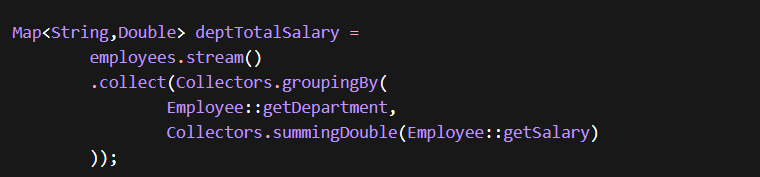 Map<String,Double> deptTotalSalary =
        employees.stream()
        .collect(Collectors.groupingBy(
                Employee::getDepartment,
                Collectors.summingDouble(Employee::getSalary)
        ));